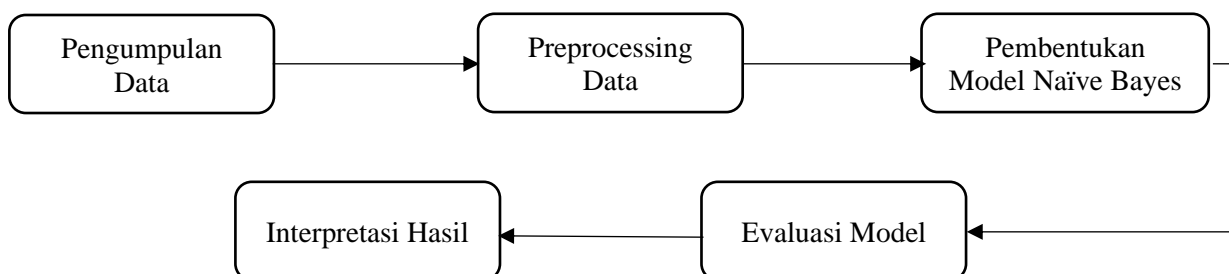 Pengumpulan
Data
Preprocessing
Data
Pembentukan
Model Naïve Bayes
Interpretasi Hasil
Evaluasi Model